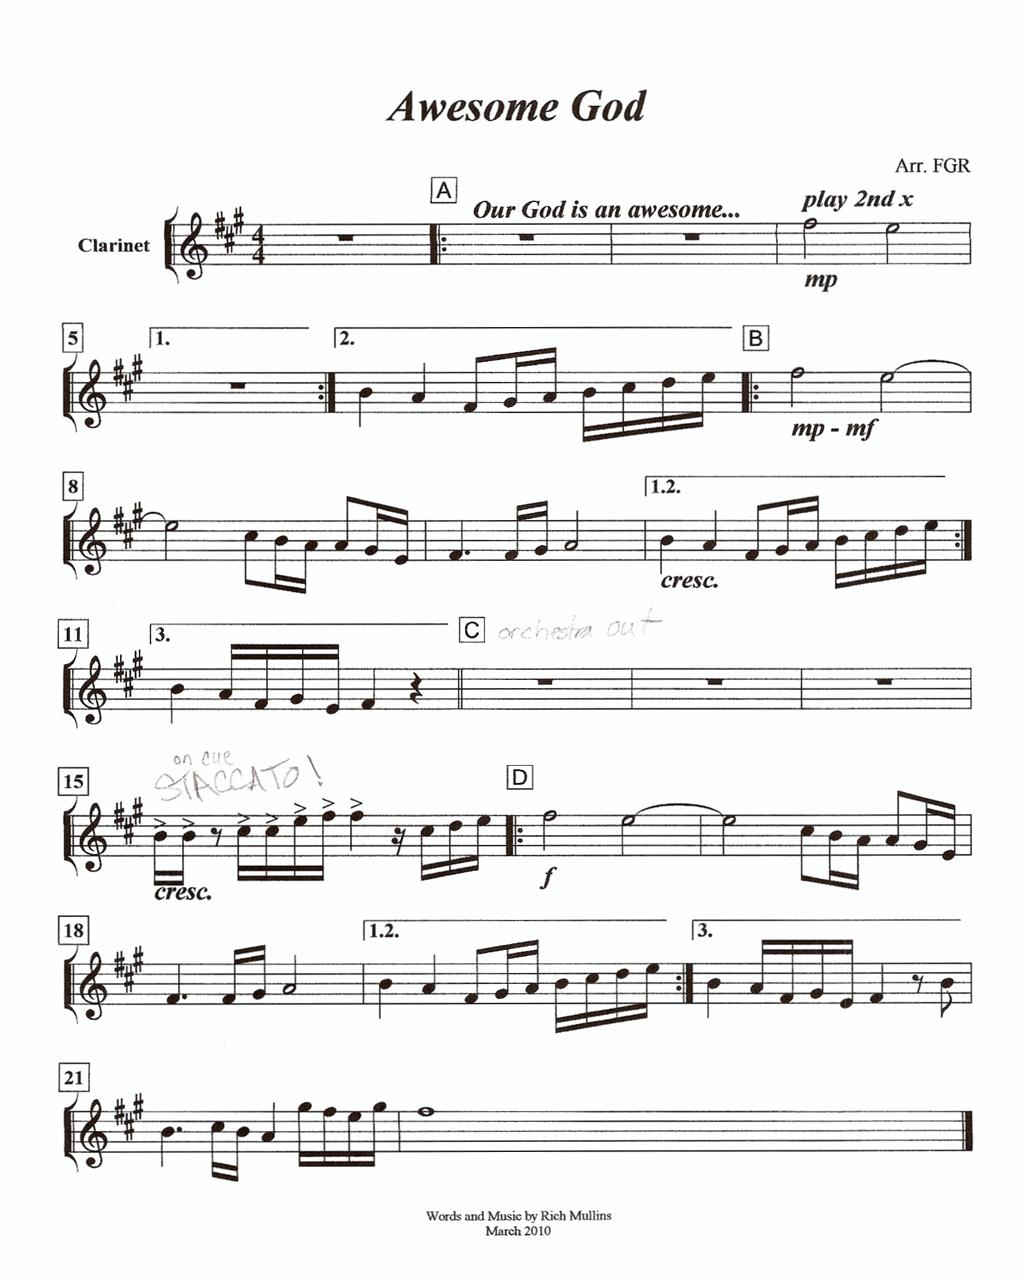 Awesome God
Arr. FGR
A
Our God is an awesome...
play 2nd x
Clarinet
4
4
mp
5
1.
2.
B
mp - mf
8
1.2.
cresc.
11
3.
C
orchestra out
on cue
STACCATO!
15
D
cresc.
f
18
1.2.
3.
21
Words and Music by Rich Mullins
March 2010